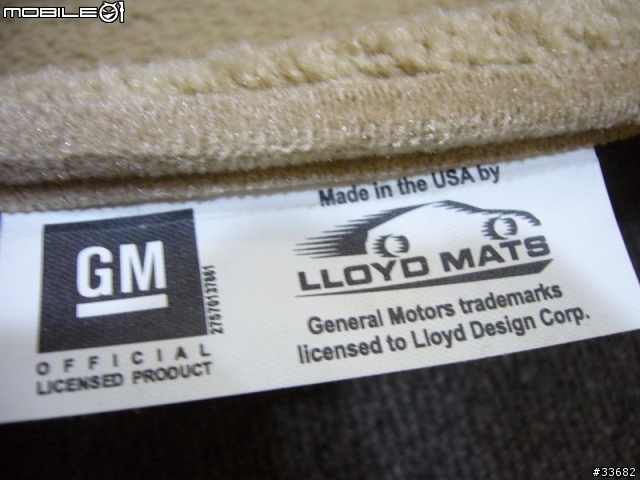 MOBILE01
Made in the USA by
GM
LLOYD MATS
27570137861
General Motors trademarks
licensed to Lloyd Design Corp.
OFFICIAL
LICENSED PRODUCT
#33682